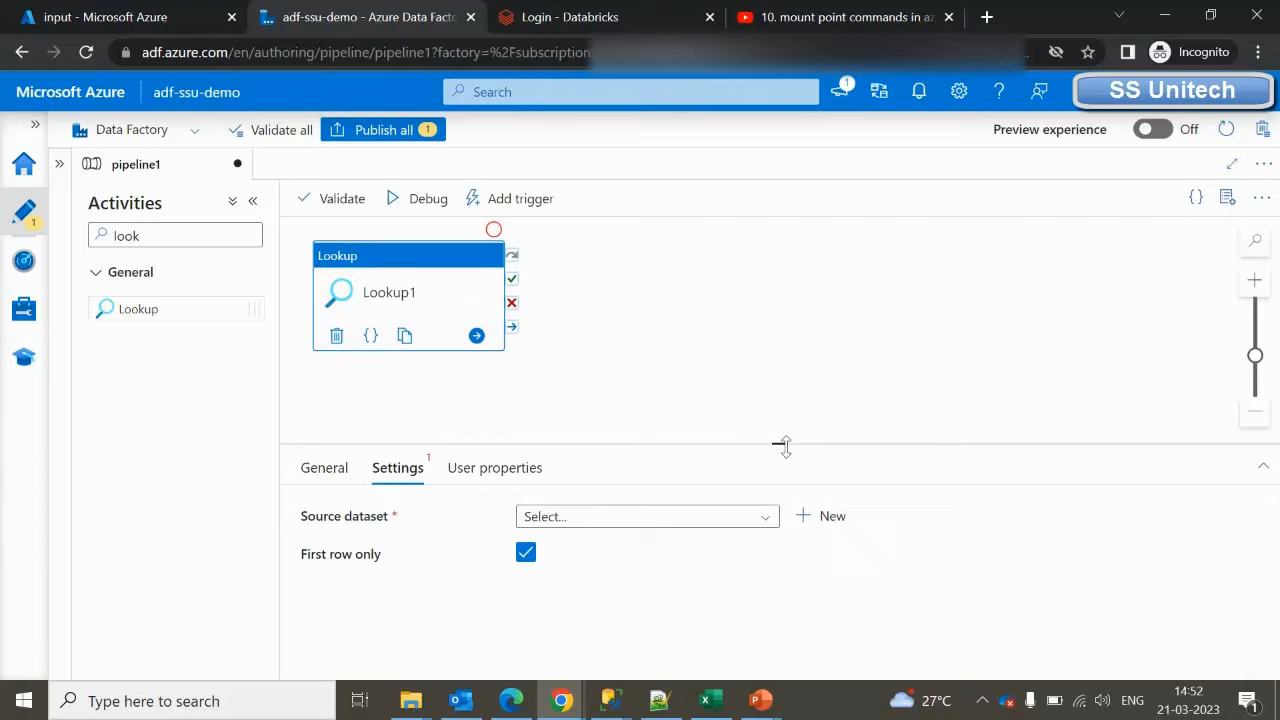 input - Microsoft Azure
adf-ssu-demo - Azure Data Facto
Login - Databricks
10. mount point commands in az
adf.azure.com/en/authoring/pipeline/pipeline1?factory=%2Fsubscription
Incognito
Microsoft Azure
adf-ssu-demo
Search
1
SS Unitech
Data Factory
Validate all
Publish all 1
Preview experience
Off
pipeline1
Activities
Validate
Debug
Add trigger
1
look
General
Lookup
Lookup
Lookup1
General
Settings 1
User properties
Source dataset *
Select...
New
First row only
Type here to search
27°C
ENG
14:52
21-03-2023
1